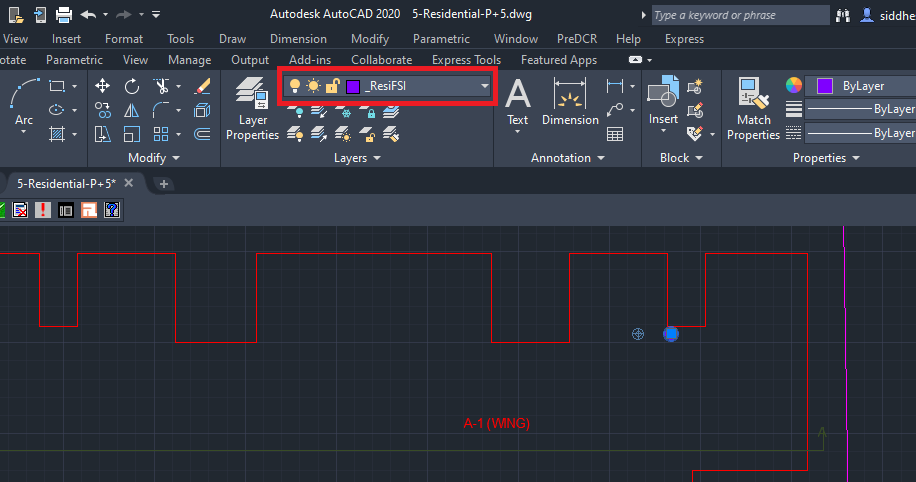 Autodesk AutoCAD 2020 5-Residential-P+5.dwg
Type a keyword or phrase
siddhe
View Insert Format Tools Draw Dimension Modify Parametric Window PreDCR Help Express
otate Parametric View Manage Output Add-ins Collaborate Express Tools Featured Apps
_ResiFSI
ByLayer
ByLayer
ByLayer
Arc
Layer
Properties
A
Text
Dimension
Insert
Match
Properties
Modify Layers Annotation Block Properties
5-Residential-P+5*
A-1 (WING)